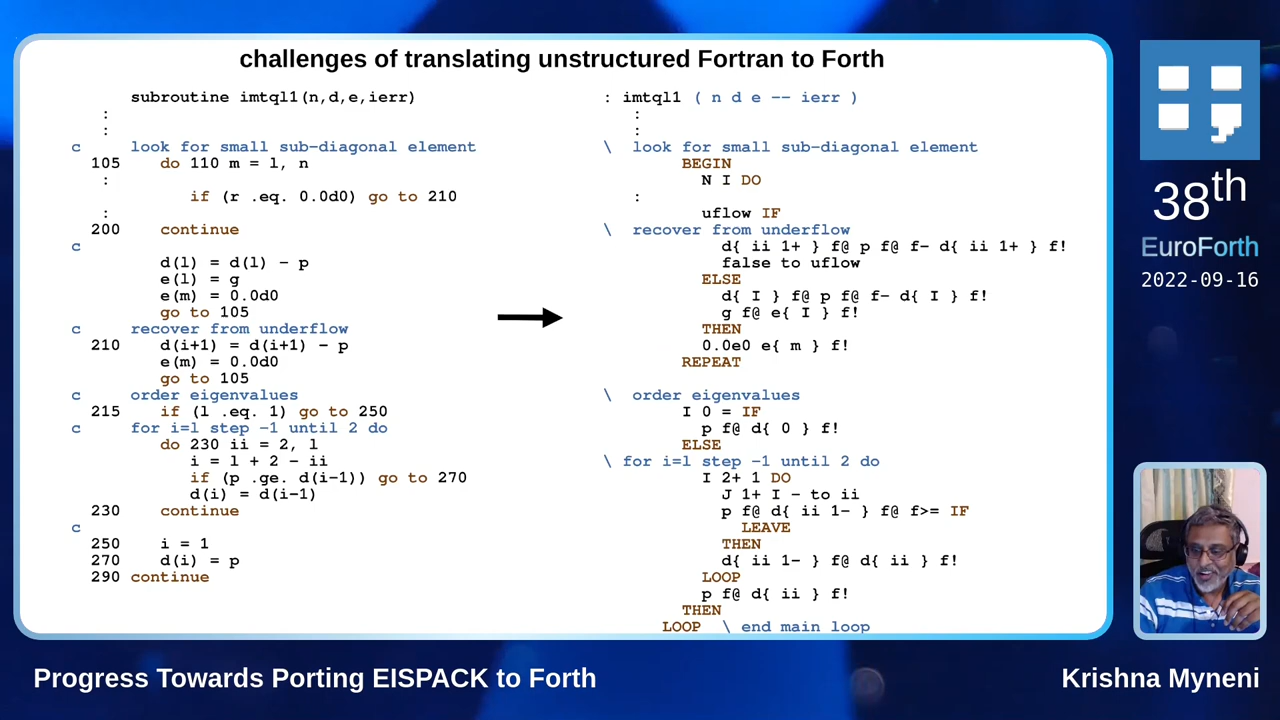 challenges of translating unstructured Fortran to Forth
subroutine imtql1(n,d,e,ierr)
:
:
c look for small sub-diagonal element
105 do 110 m = l, n
:
if (r .eq. 0.0d0) go to 210
:
200 continue
c
d(l) = d(l) - p
e(l) = g
e(m) = 0.0d0
go to 105
c recover from underflow
210 d(i+1) = d(i+1) - p
e(m) = 0.0d0
go to 105
c order eigenvalues
215 if (l .eq. 1) go to 250
c for i=l step -1 until 2 do
do 230 ii = 2, l
i = l + 2 - ii
if (p .ge. d(i-1)) go to 270
d(i) = d(i-1)
230 continue
c
250 i = 1
270 d(i) = p
290 continue
: imtql1 ( n d e -- ierr )
:
:
\ look for small sub-diagonal element
BEGIN
N I DO
:
uflow IF
\ recover from underflow
d{ ii 1+ } f@ p f@ f- d{ ii 1+ } f!
false to uflow
ELSE
d{ I } f@ p f@ f- d{ I } f!
g f@ e{ I } f!
THEN
0.0e0 e{ m } f!
REPEAT
\ order eigenvalues
I 0 = IF
p f@ d{ 0 } f!
ELSE
\ for i=l step -1 until 2 do
I 2+ 1 DO
J 1+ I - to ii
p f@ d{ ii 1- } f@ f>= IF
LEAVE
THEN
d{ ii 1- } f@ d{ ii } f!
LOOP
p f@ d{ ii } f!
THEN
LOOP \ end main loop
38th
EuroForth
2022-09-16
Progress Towards Porting EISPACK to Forth
Krishna Myneni